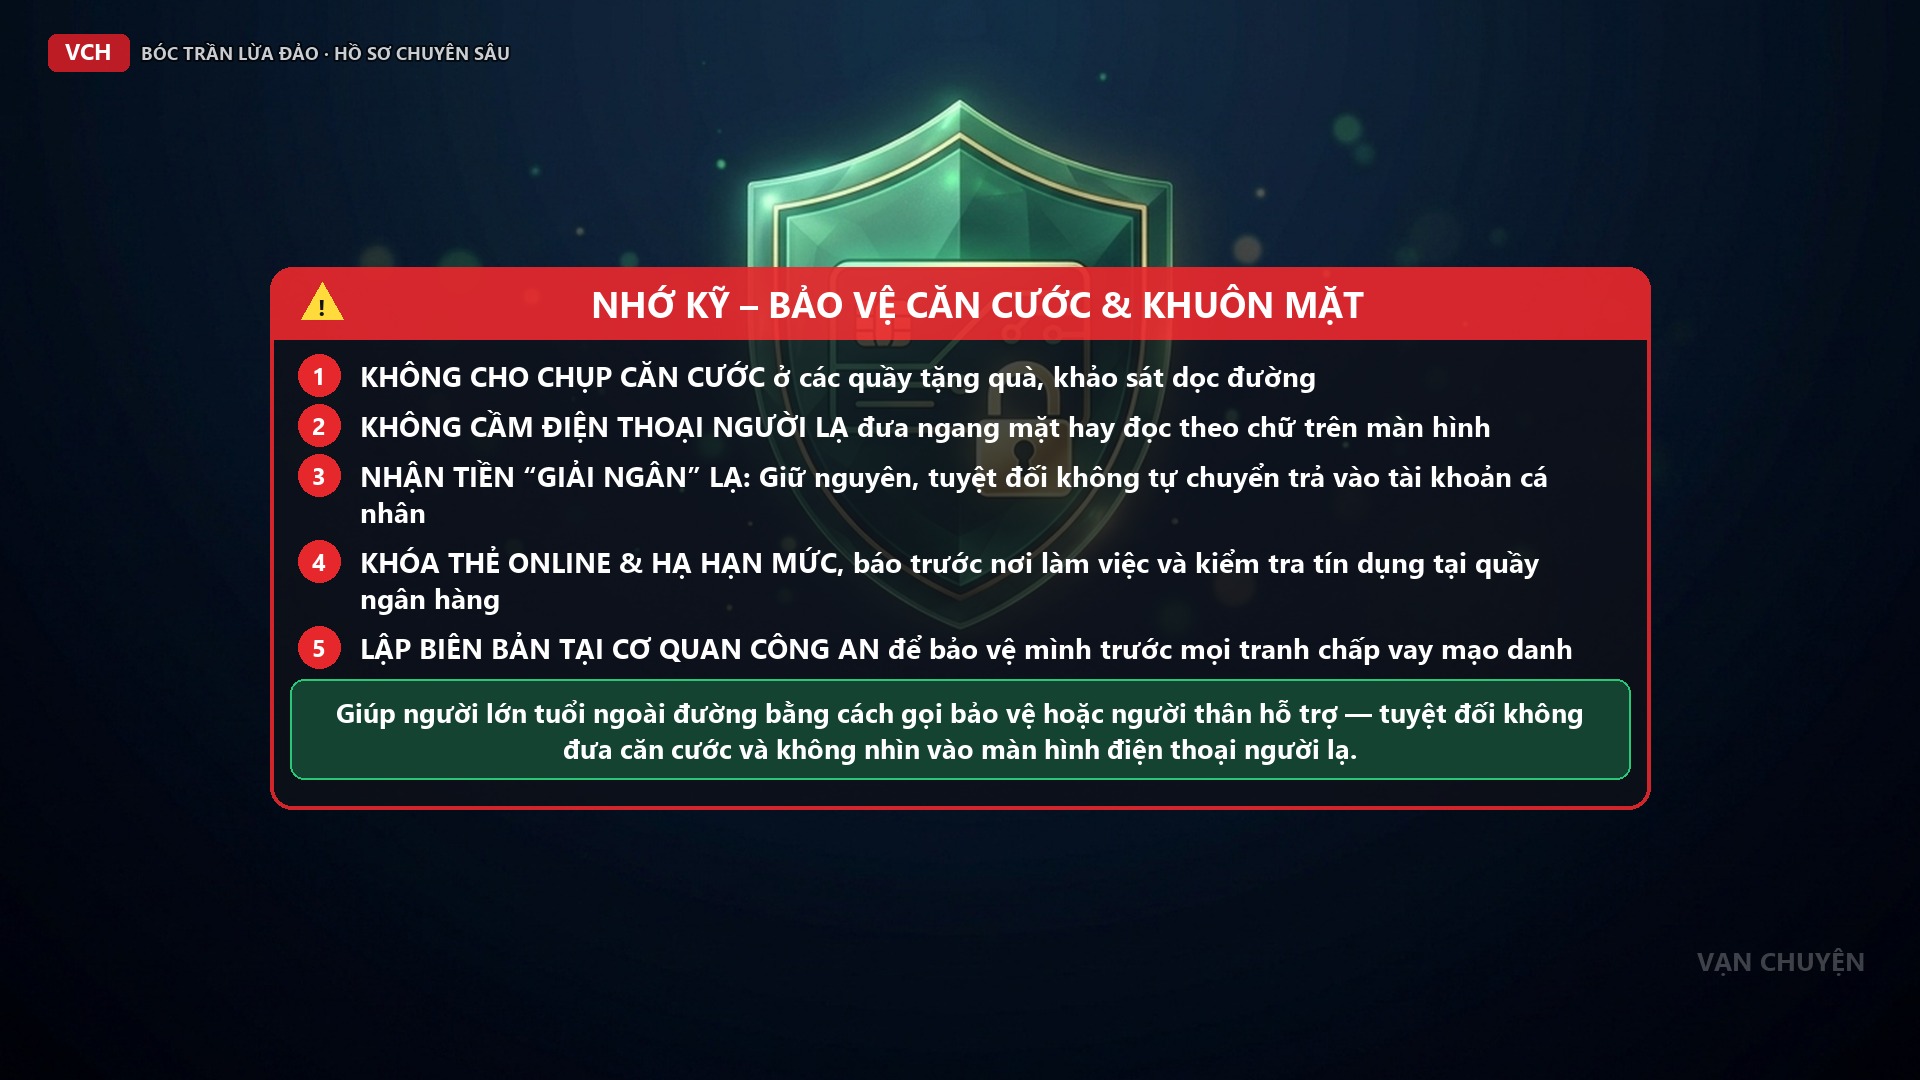 VCH BÓC TRẦN LỪA ĐẢO · HỒ SƠ CHUYÊN SÂU
! NHỚ KỸ – BẢO VỆ CĂN CƯỚC & KHUÔN MẶT
1 KHÔNG CHO CHỤP CĂN CƯỚC ở các quầy tặng quà, khảo sát dọc đường
2 KHÔNG CẦM ĐIỆN THOẠI NGƯỜI LẠ đưa ngang mặt hay đọc theo chữ trên màn hình
3 NHẬN TIỀN “GIẢI NGÂN” LẠ: Giữ nguyên, tuyệt đối không tự chuyển trả vào tài khoản cá
nhân
4 KHÓA THẺ ONLINE & HẠ HẠN MỨC, báo trước nơi làm việc và kiểm tra tín dụng tại quầy
ngân hàng
5 LẬP BIÊN BẢN TẠI CƠ QUAN CÔNG AN để bảo vệ mình trước mọi tranh chấp vay mạo danh
Giúp người lớn tuổi ngoài đường bằng cách gọi bảo vệ hoặc người thân hỗ trợ — tuyệt đối không
đưa căn cước và không nhìn vào màn hình điện thoại người lạ.
VẠN CHUYỆN